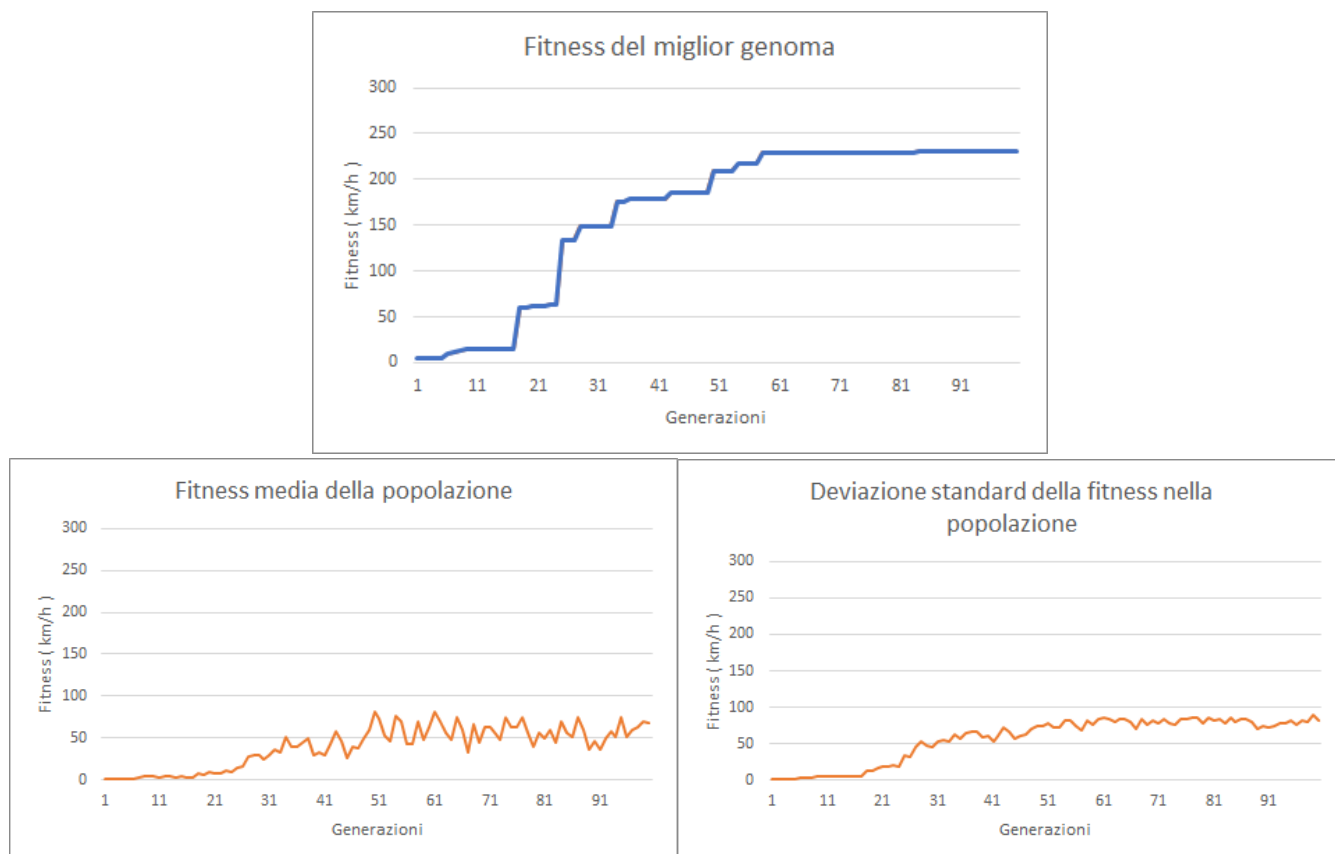 Fitness del miglior genoma
300
250
200
150
100
50
0
Fitness ( km/h )
1 11 21 31 41 51 61 71 81 91
Generazioni
Fitness media della popolazione
300
250
200
150
100
50
0
Fitness ( km/h )
1 11 21 31 41 51 61 71 81 91
Generazioni
Deviazione standard della fitness nella
popolazione
300
250
200
150
100
50
0
Fitness ( km/h )
1 11 21 31 41 51 61 71 81 91
Generazioni